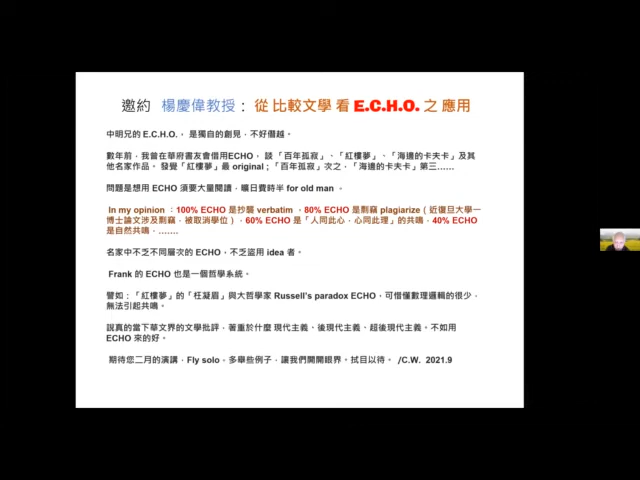 邀約 楊慶偉教授： 從 比較文學 看 E.C.H.O. 之 應用
中明兄的 E.C.H.O.， 是獨自的創見，不好僭越。
數年前，我曾在華府書友會借用ECHO， 談 「百年孤寂」、「紅樓夢」、「海邊的卡夫卡」及其
他名家作品。 發覺「紅樓夢」最 original ; 「百年孤寂」次之，「海邊的卡夫卡」第三……
問題是想用 ECHO 須要大量閱讀，曠日費時半 for old man 。
In my opinion ：100% ECHO 是抄襲 verbatim ，80% ECHO 是剽竊 plagiarize（近復旦大學一
博士論文涉及剽竊，被取消學位），60% ECHO 是「人同此心，心同此理」的共鳴，40% ECHO
是自然共鳴，…….
名家中不乏不同層次的 ECHO，不乏盜用 idea 者。
Frank 的 ECHO 也是一個哲學系統。
譬如：「紅樓夢」的「枉凝眉」與大哲學家 Russell's paradox ECHO，可惜懂數理邏輯的很少，
無法引起共鳴。
說真的當下華文界的文學批評，著重於什麼 現代主義、後現代主義、超後現代主義。不如用
ECHO 來的好。
期待您二月的演講，Fly solo，多舉些例子，讓我們開開眼界。拭目以待。 /C.W. 2021.9